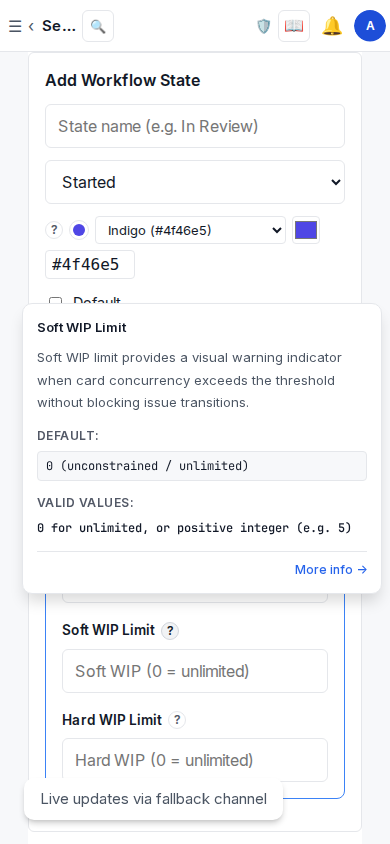 ☰ ‹ Se... 🔍 🛡️ 📖 🔔 A
Add Workflow State
State name (e.g. In Review)
Started
? Indigo (#4f46e5)
#4f46e5
Default
Soft WIP Limit
Soft WIP limit provides a visual warning indicator
when card concurrency exceeds the threshold
without blocking issue transitions.
DEFAULT:
0 (unconstrained / unlimited)
VALID VALUES:
0 for unlimited, or positive integer (e.g. 5)
More info →
Soft WIP Limit ?
Soft WIP (0 = unlimited)
Hard WIP Limit ?
Hard WIP (0 = unlimited)
Live updates via fallback channel